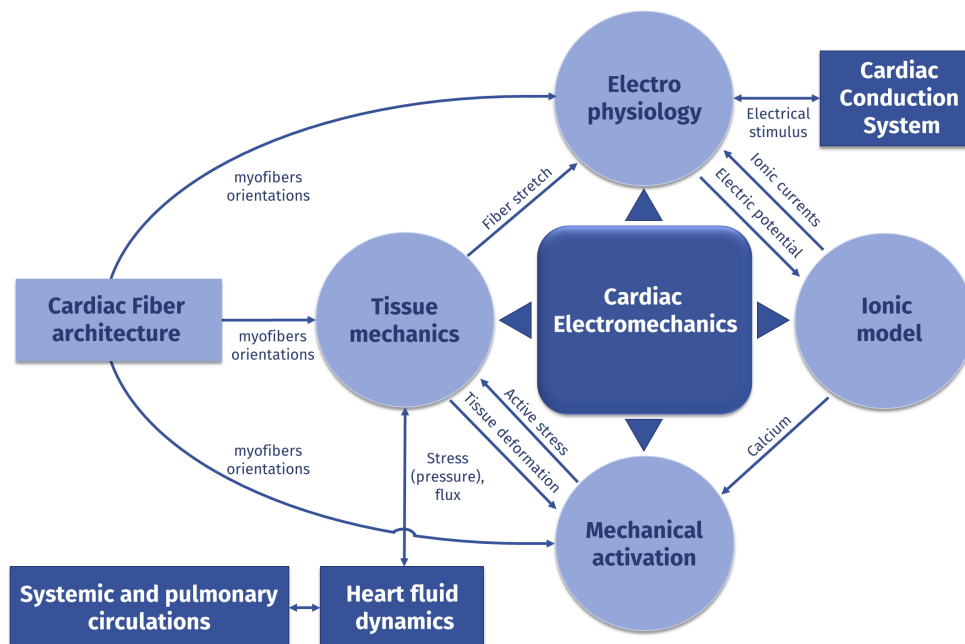 Electro
physiology
Cardiac
Conduction
System
Electrical
stimulus
myofibers
orientations
Fiber stretch
Ionic currents
Electric potential
Cardiac Fiber
architecture
myofibers
orientations
Tissue
mechanics
Cardiac
Electromechanics
Ionic
model
Active stress
Tissue deformation
Calcium
myofibers
orientations
Stress
(pressure),
flux
Mechanical
activation
Systemic and pulmonary
circulations
Heart fluid
dynamics